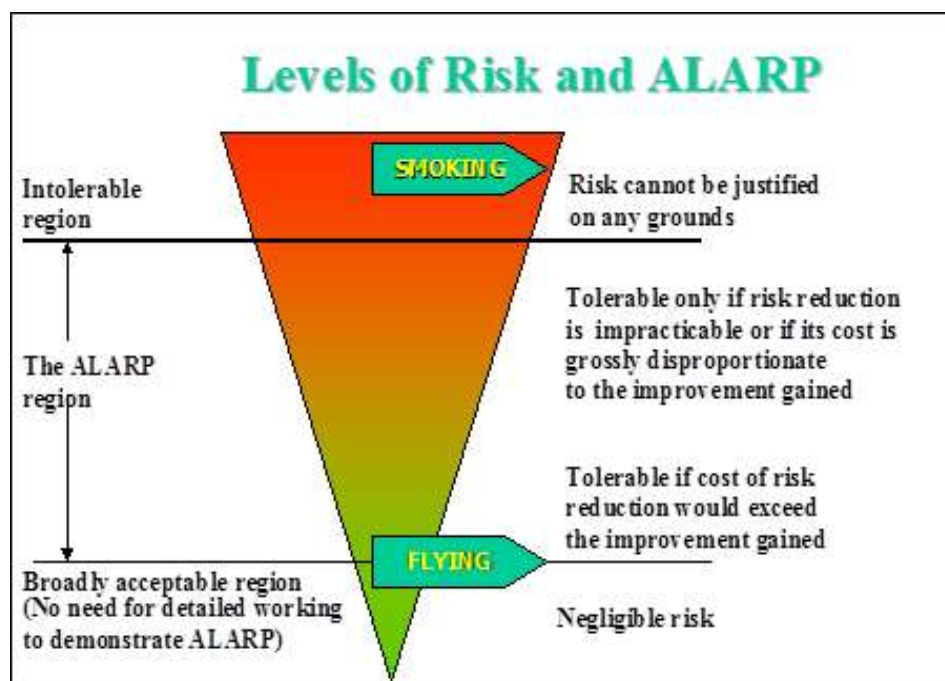 Levels of Risk and ALARP
SMOKING
Intolerable
region
Risk cannot be justified
on any grounds
Tolerable only if risk reduction
is impracticable or if its cost is
grossly disproportionate
to the improvement gained
The ALARP
region
Tolerable if cost of risk
reduction would exceed
the improvement gained
FLYING
Broadly acceptable region
(No need for detailed working
to demonstrate ALARP)
Negligible risk